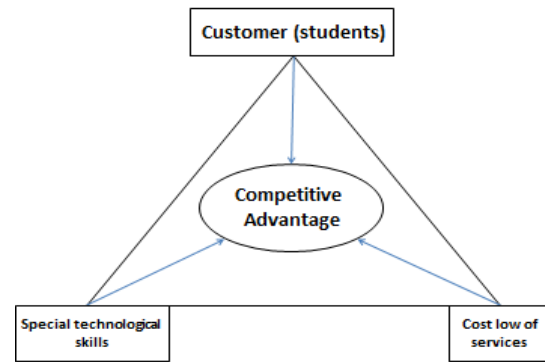 Customer (students)
Competitive
Advantage
Special technological
skills
Cost low of
services